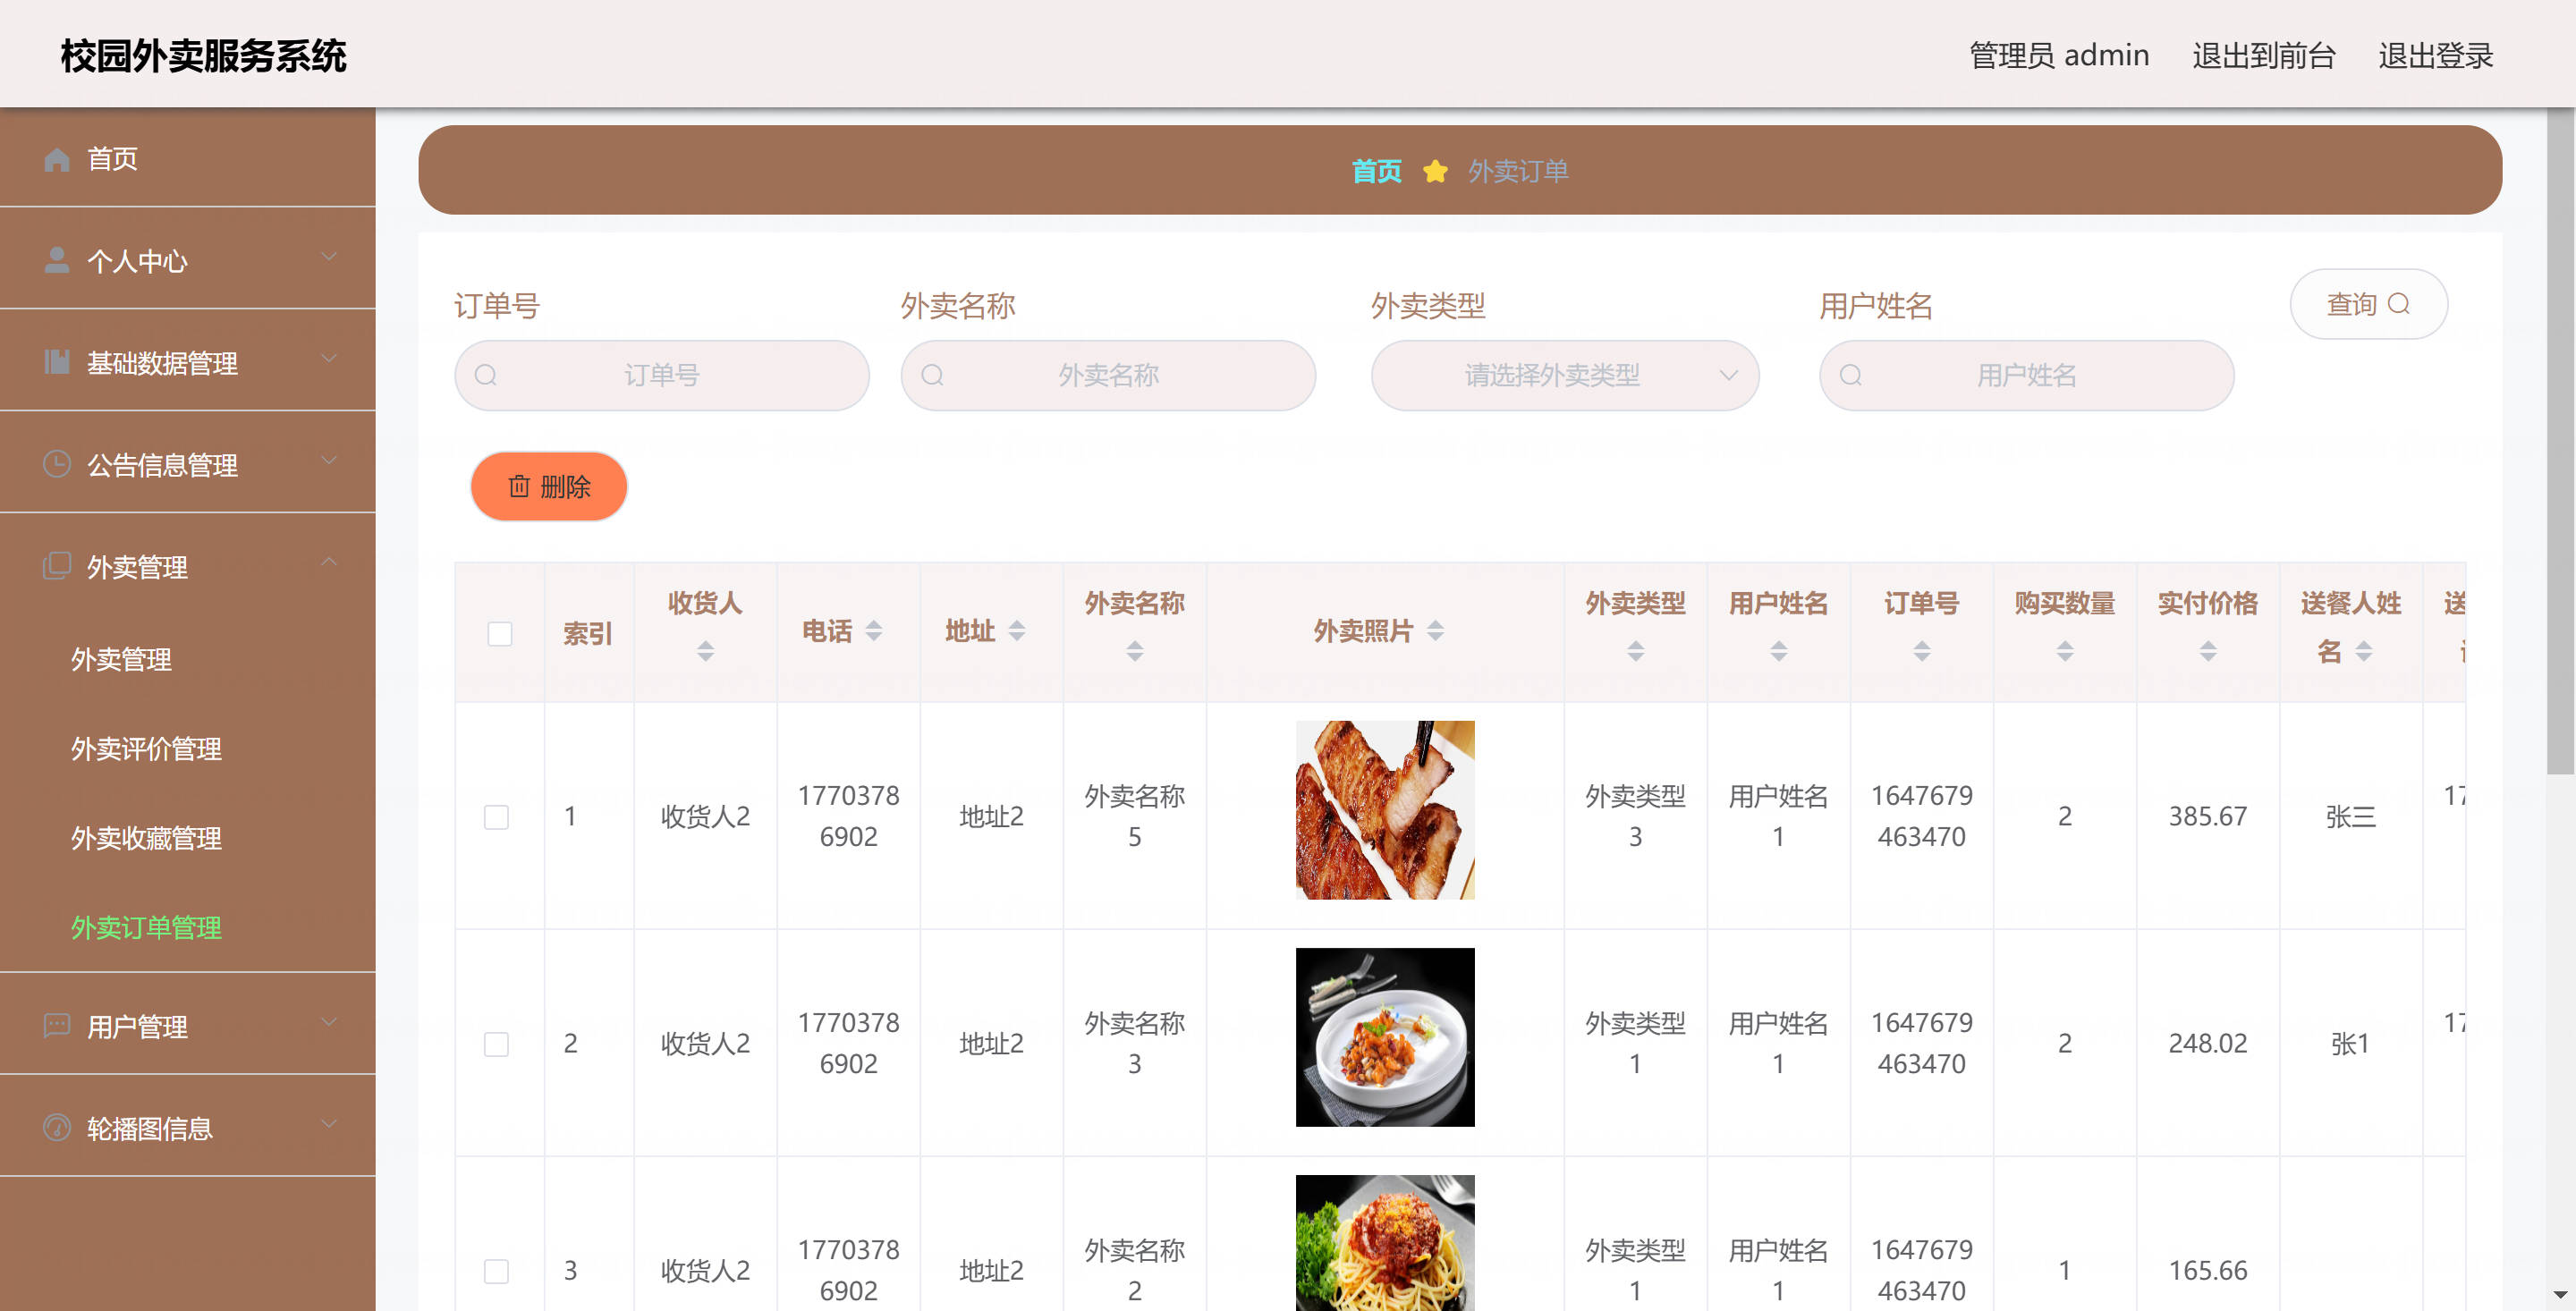 校园外卖服务系统
管理员 admin 退出到前台 退出登录
首页
个人中心
基础数据管理
公告信息管理
外卖管理
外卖管理
外卖评价管理
外卖收藏管理
外卖订单管理
用户管理
轮播图信息
首页 外卖订单
订单号 外卖名称 外卖类型 用户姓名 查询
订单号 外卖名称 请选择外卖类型 用户姓名
删除
索引 收货人 电话 地址 外卖名称 外卖照片 外卖类型 用户姓名 订单号 购买数量 实付价格 送餐人姓 送
名
1 收货人2 1770378 地址2 外卖名称 外卖类型 用户姓名 1647679 2 385.67 张三 17
6902 5 3 1 463470
2 收货人2 1770378 地址2 外卖名称 外卖类型 用户姓名 1647679 2 248.02 张1 17
6902 3 1 1 463470
3 收货人2 1770378 地址2 外卖名称 外卖类型 用户姓名 1647679 1 165.66
6902 2 1 1 463470